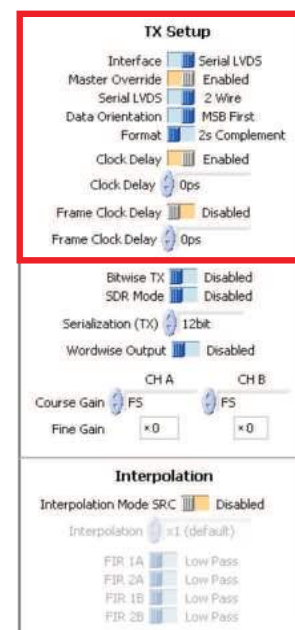 TX Setup
Interface Serial LVDS
Master Override Enabled
Serial LVDS 2 Wire
Data Orientation MSB First
Format 2s Complement
Clock Delay Enabled
Clock Delay 0ps
Frame Clock Delay Disabled
Frame Clock Delay 0ps
Bitwise TX Disabled
SDR Mode Disabled
Serialization (TX) 12bit
Wordwise Output Disabled
CH A CH B
Course Gain FS FS
Fine Gain ×0 ×0
Interpolation
Interpolation Mode SRC Disabled
Interpolation x1 (default)
FIR 1A Low Pass
FIR 2A Low Pass
FIR 1B Low Pass
FIR 2B Low Pass